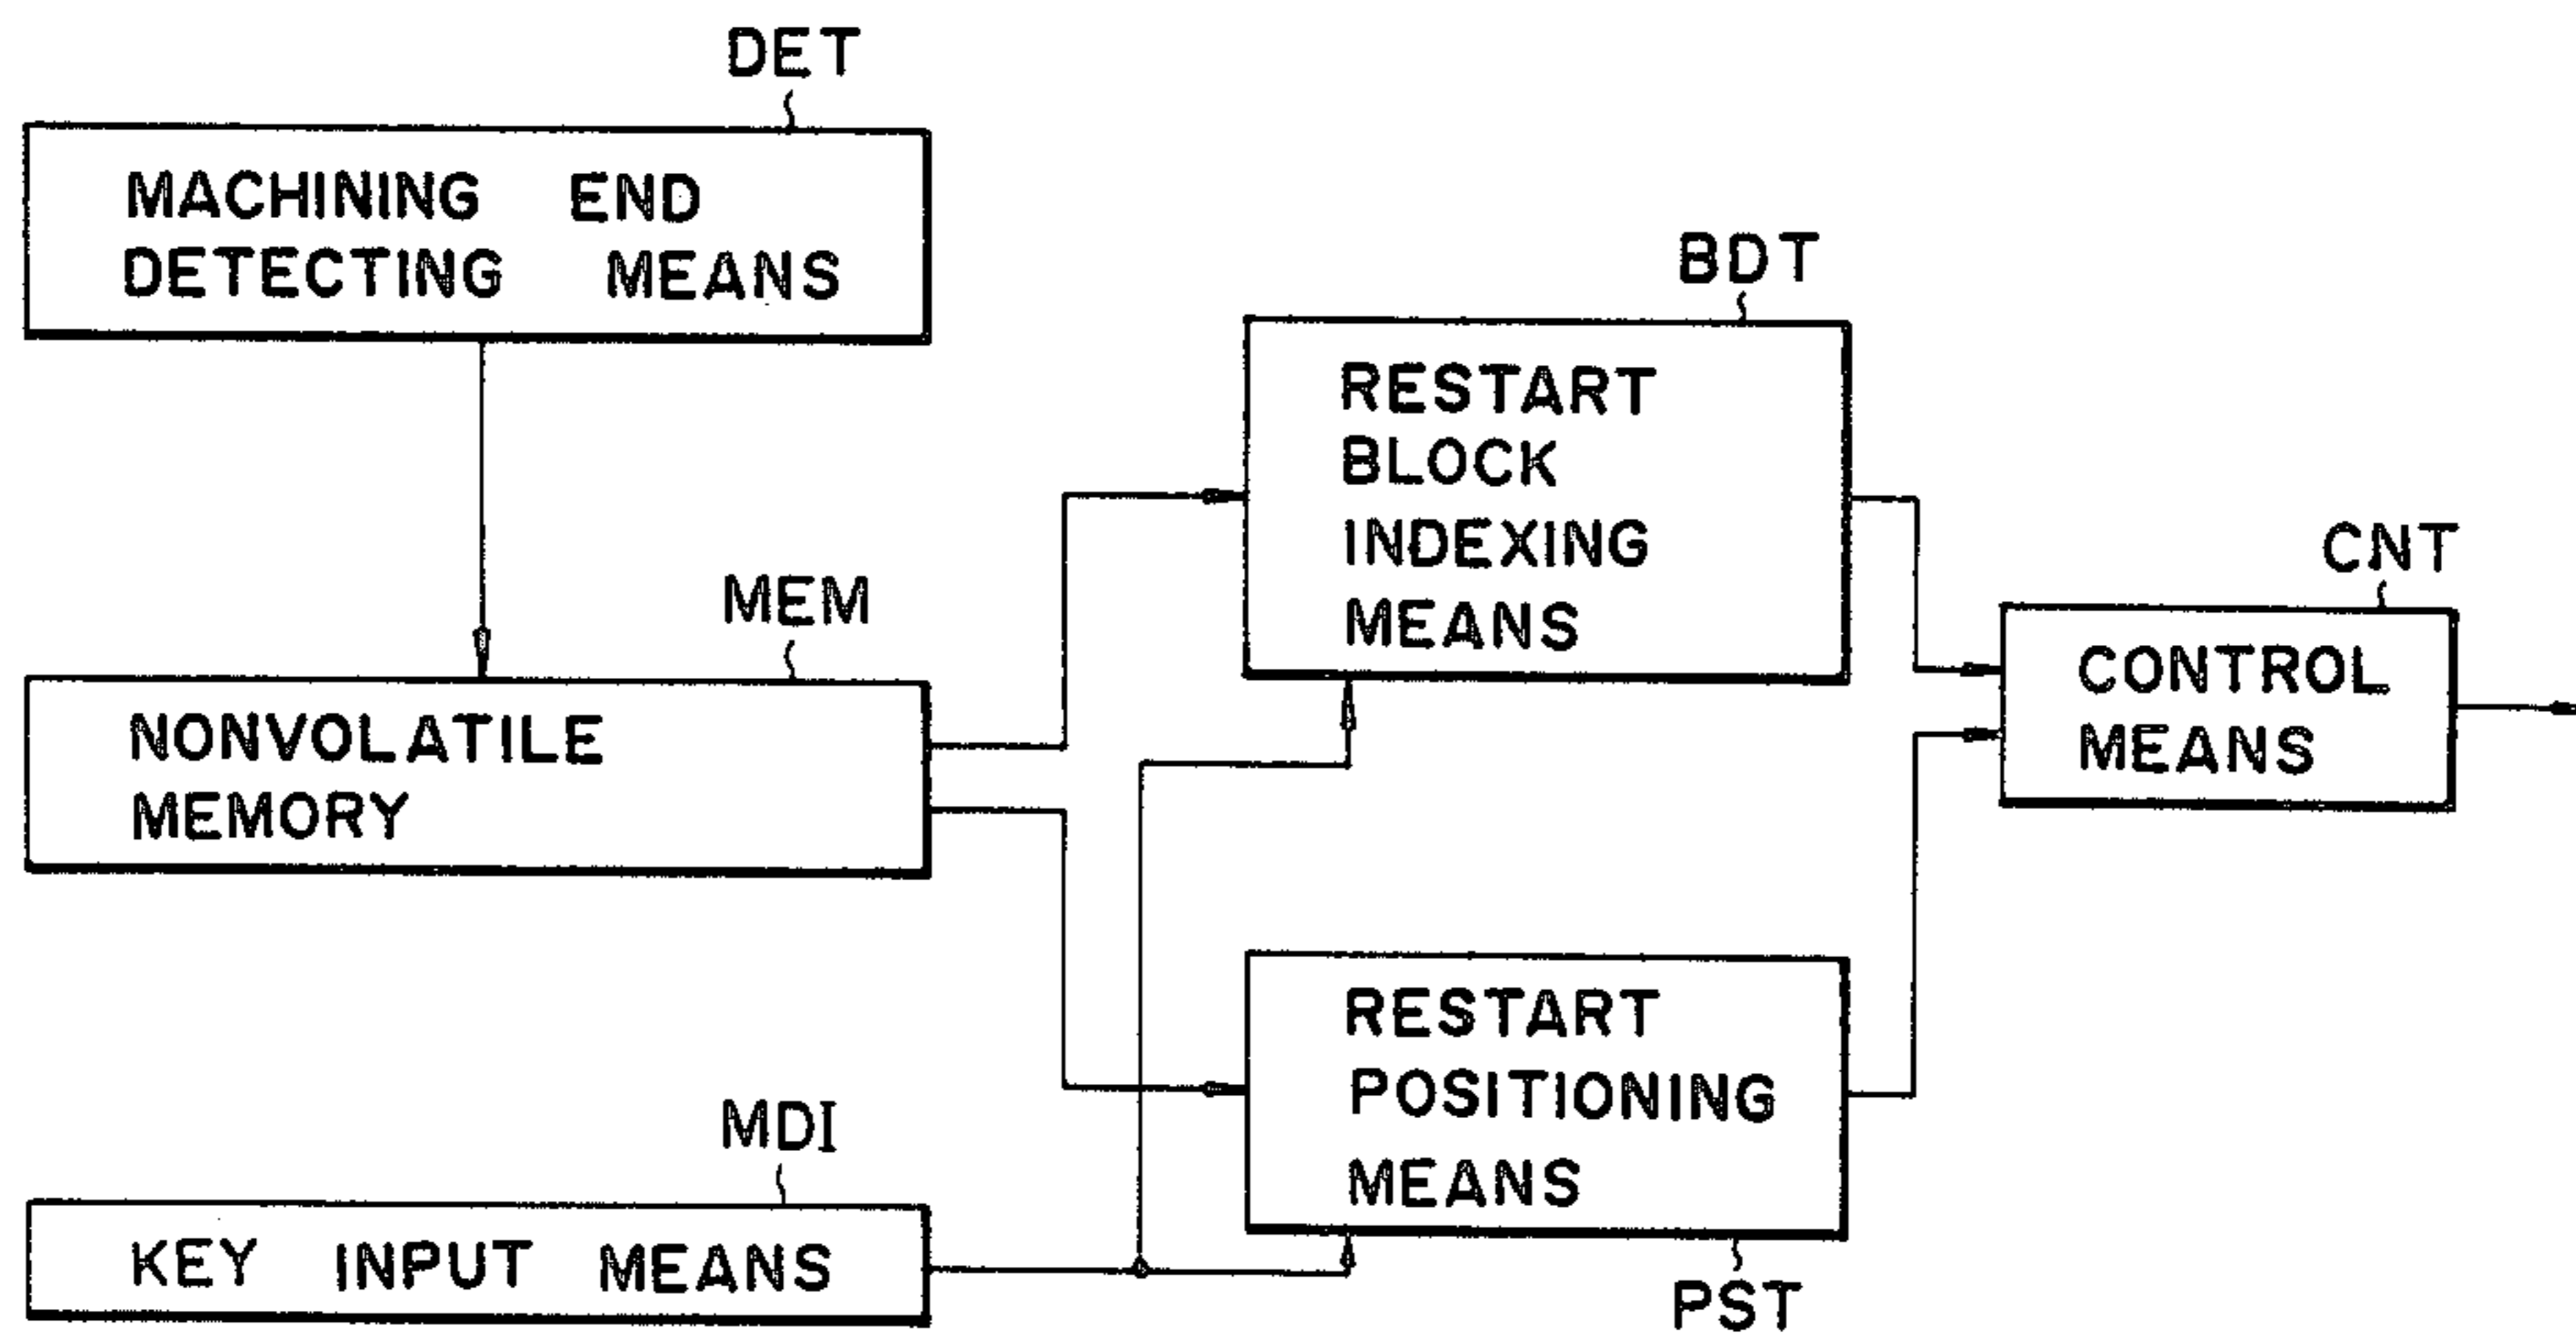 DET
MACHINING END
DETECTING MEANS
MEM
NONVOLATILE
MEMORY
MDI
KEY INPUT MEANS
BDT
RESTART
BLOCK
INDEXING
MEANS
RESTART
POSITIONING
MEANS
PST
CNT
CONTROL
MEANS